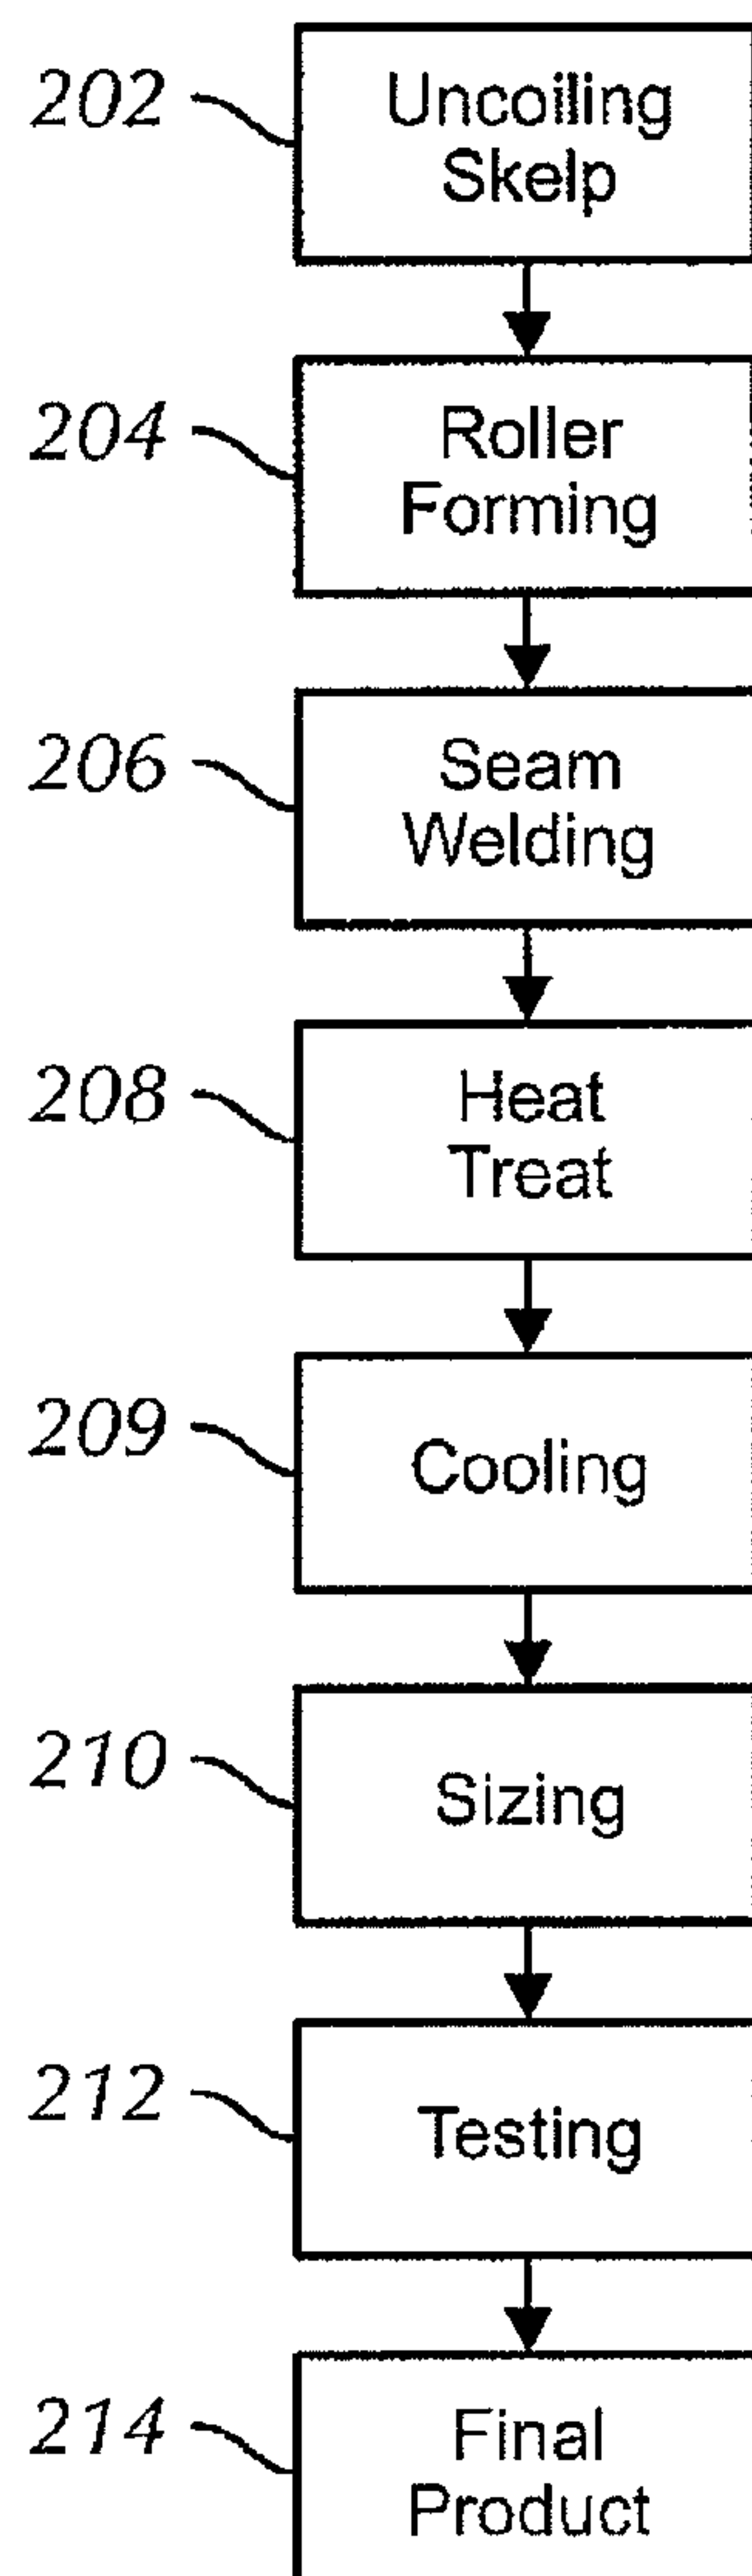 202
Uncoiling
Skelp
204
Roller
Forming
206
Seam
Welding
208
Heat
Treat
209
Cooling
210
Sizing
212
Testing
214
Final
Product